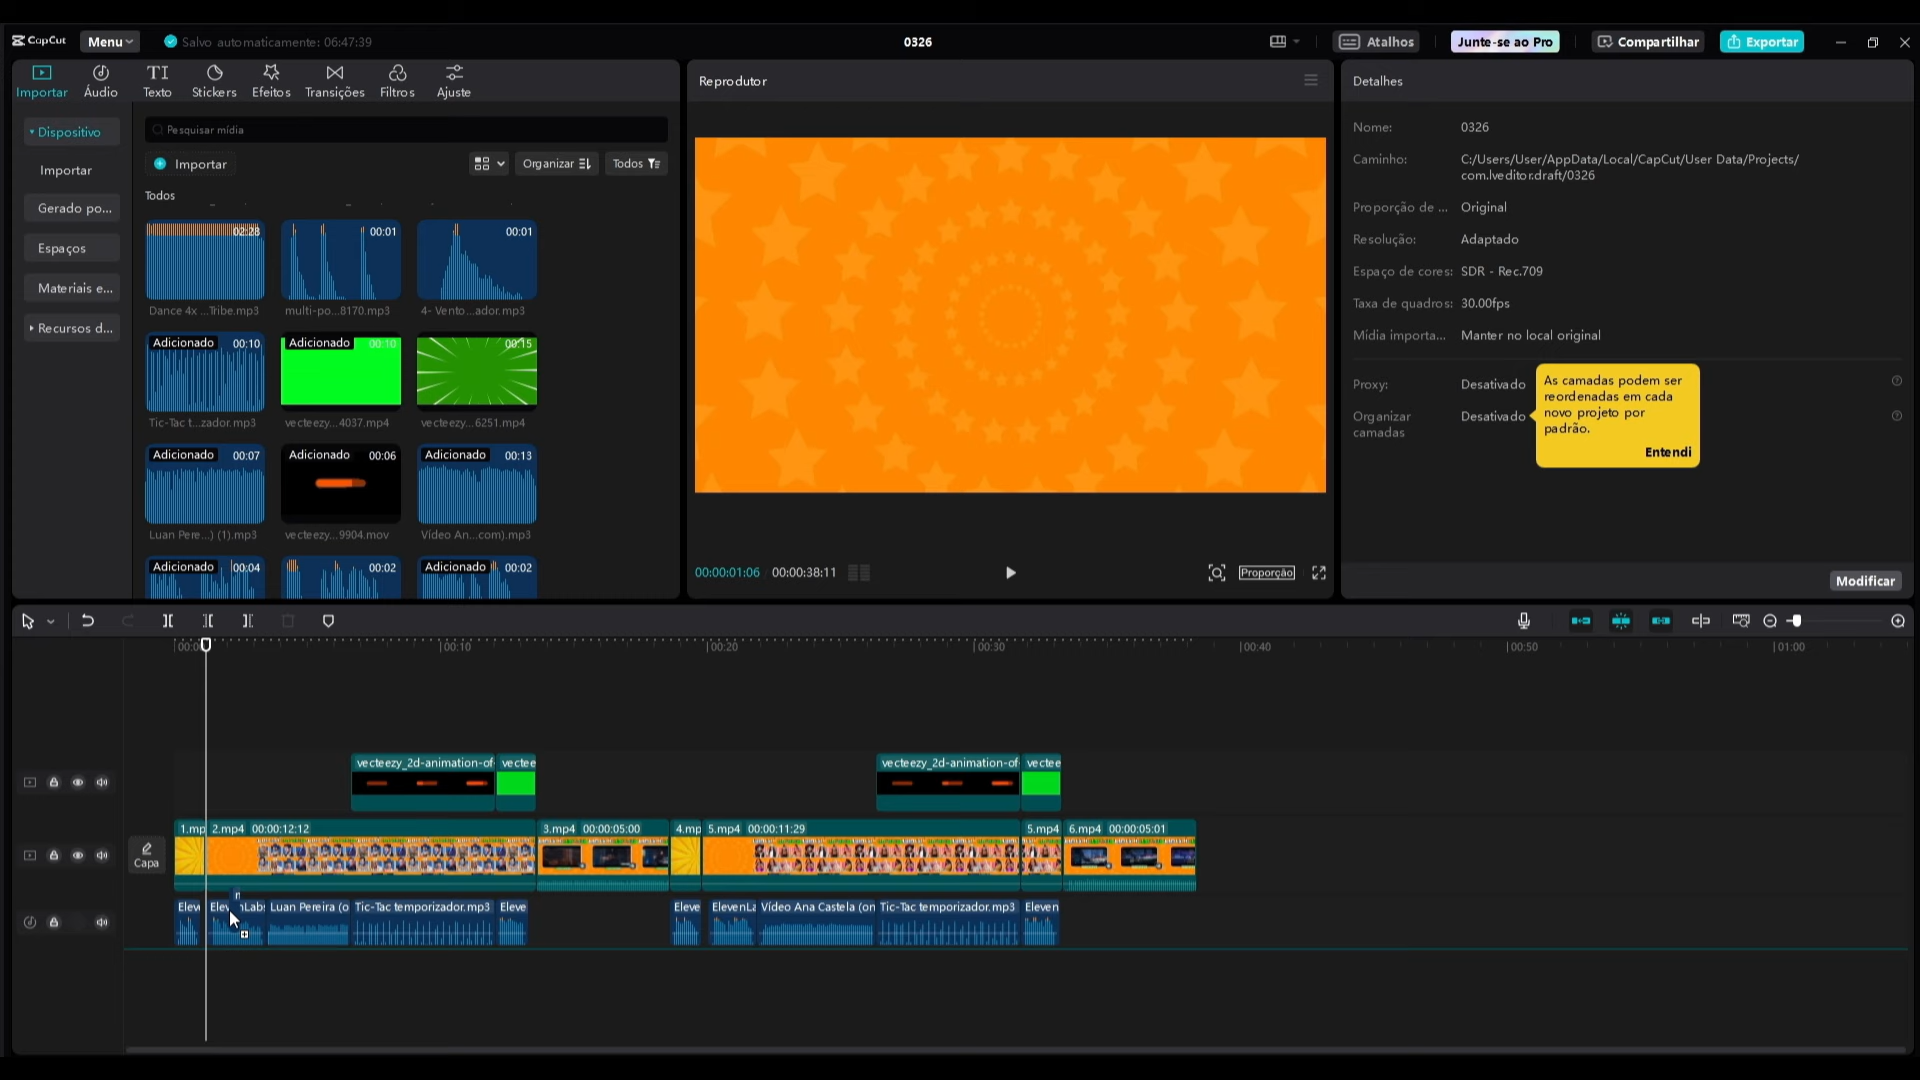 CapCut
Menu
Salvo automaticamente: 06:47:39
0326
Atalhos
Junte-se ao Pro
Compartilhar
Exportar
Importar
Áudio
Texto
Stickers
Efeitos
Transições
Filtros
Ajuste
Dispositivo
Importar
Gerado po...
Espaços
Materiais e...
Recursos d...
Pesquisar mídia
Importar
Organizar
Todos
Todos
02:28
00:01
00:01
Dance 4x ...Tribe.mp3
multi-po...8170.mp3
4- Vento...ador.mp3
Adicionado 00:10
Adicionado 00:10
00:15
Tic-Tac t...zador.mp3
vecteezy...4037.mp4
vecteezy...6251.mp4
Adicionado 00:07
Adicionado 00:06
Adicionado 00:13
Luan Pere...) (1).mp3
vecteezy...9904.mov
Vídeo An...com).mp3
Adicionado 00:04
00:02
Adicionado 00:02
Reprodutor
00:00:01:06
00:00:38:11
Proporção
Detalhes
Nome: 0326
Caminho: C:/Users/User/AppData/Local/CapCut/User Data/Projects/
com.lveditor.draft/0326
Proporção de ... Original
Resolução: Adaptado
Espaço de cores: SDR - Rec.709
Taxa de quadros: 30.00fps
Mídia importa... Manter no local original
Proxy: Desativado
Organizar
camadas
Desativado
As camadas podem ser
reordenadas em cada
novo projeto por
padrão.
Entendi
Modificar
00:0
00:10
00:20
00:30
00:40
00:50
01:00
vecteezy_2d-animation-of-
vectee
vecteezy_2d-animation-of-
vectee
Capa
1.mp
2.mp4 00:00:12:12
3.mp4 00:00:05:00
4.mp
5.mp4 00:00:11:29
5.mp4
6.mp4 00:00:05:01
Elev
Luan Pereira (o
Tic-Tac temporizador.mp3
Eleve
Eleve
ElevenLa
Vídeo Ana Castela (on
Tic-Tac temporizador.mp3
Eleven